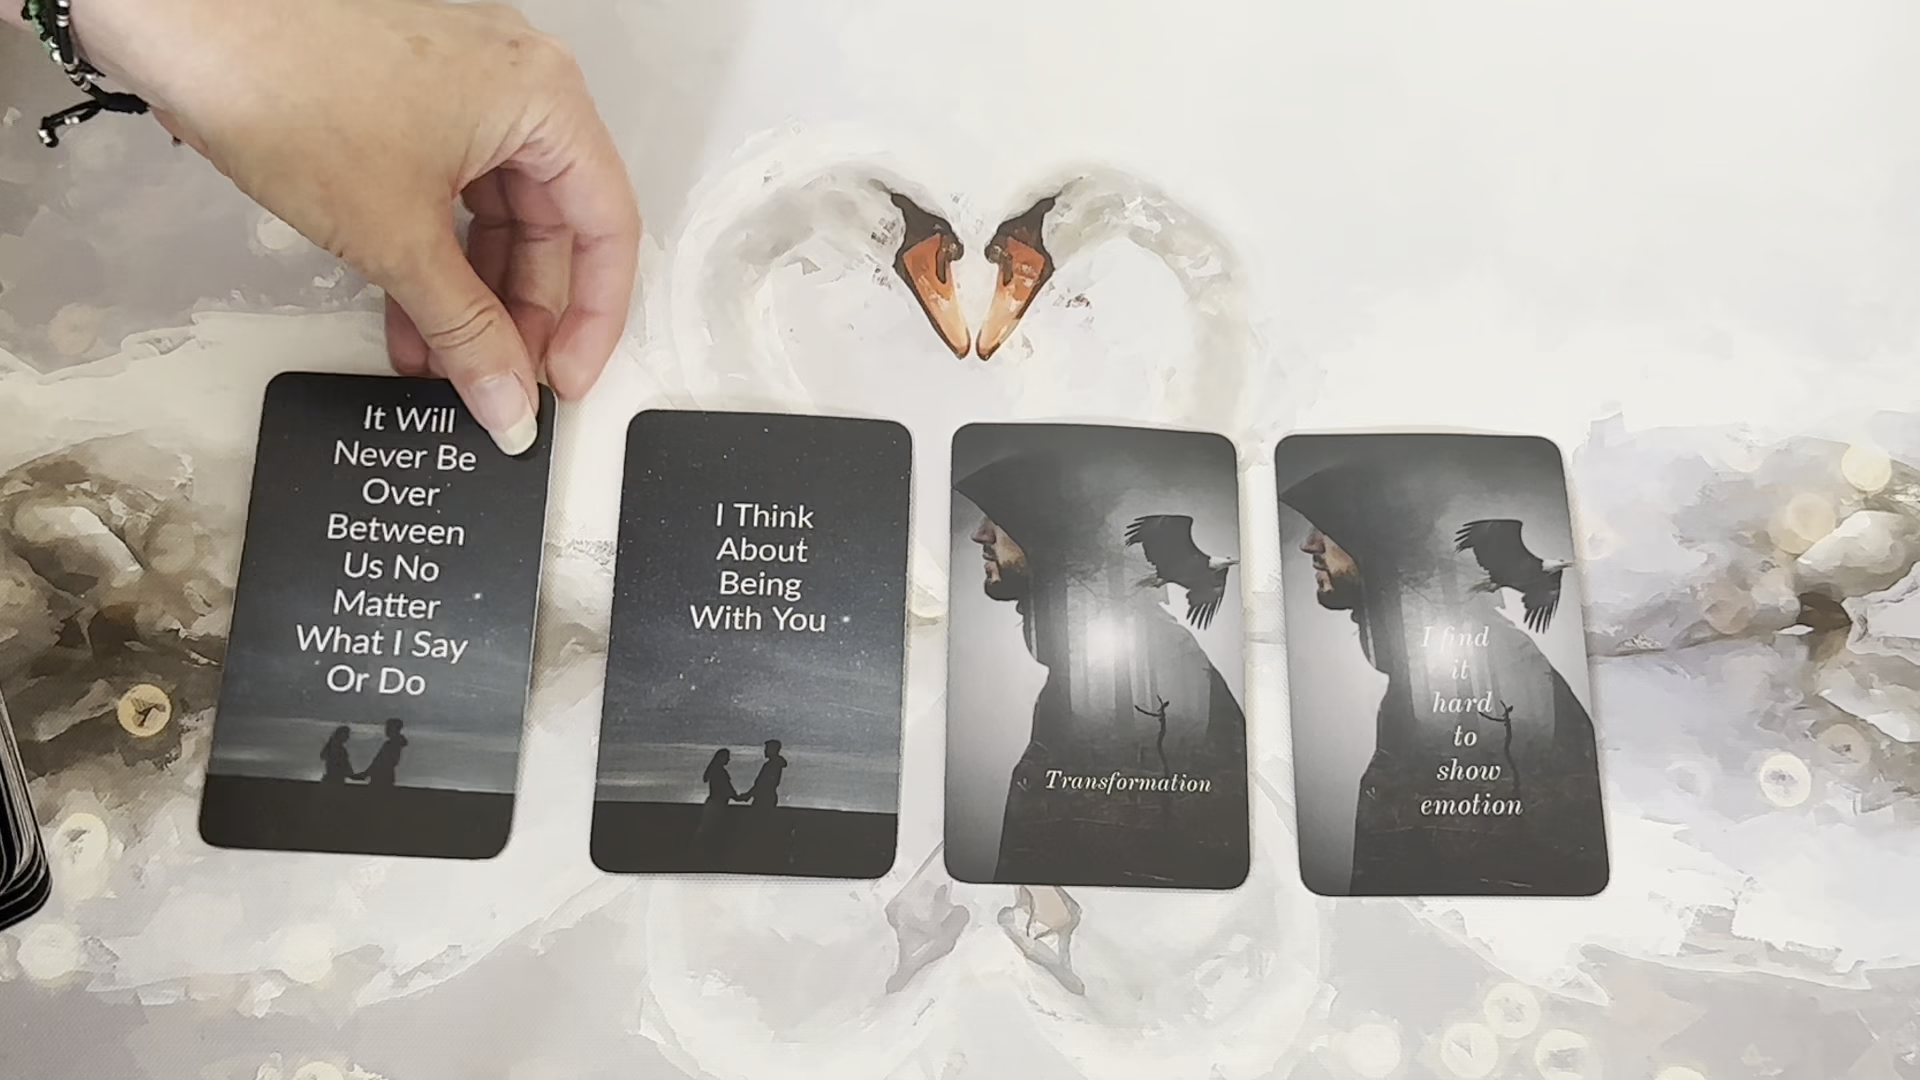 It Will
Never Be
Over
Between
Us No
Matter
What I Say
Or Do
I Think
About
Being
With You
Transformation
I find
it
hard
to
show
emotion